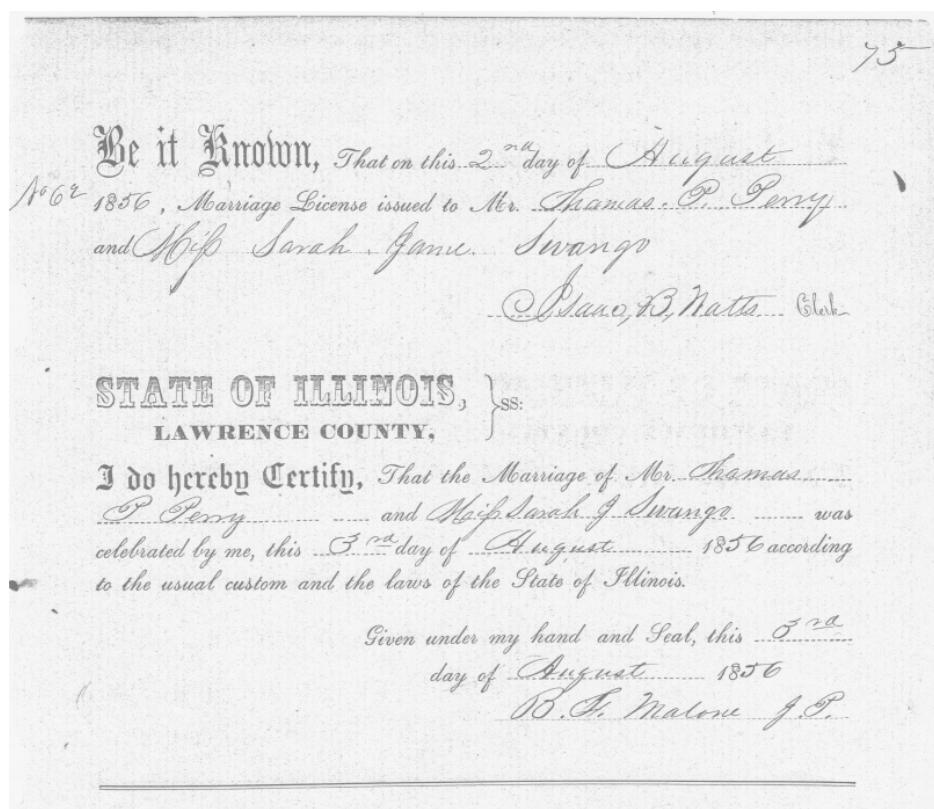 75
Be it Known, That on this 2nd day of August
No 62
1856, Marriage License issued to Mr. Thomas. P. Perry
and Miss Sarah Jane Swango
Isaac, B, Watts Clerk
STATE OF ILLINOIS,
LAWRENCE COUNTY, } SS:
I do hereby Certify, That the Marriage of Mr. Thomas
P Perry and Miss Sarah J Swango was
celebrated by me, this 3rd day of August 1856 according
to the usual custom and the laws of the State of Illinois.
Given under my hand and Seal, this 3rd
day of August 1856
B. F. Malone J. P.